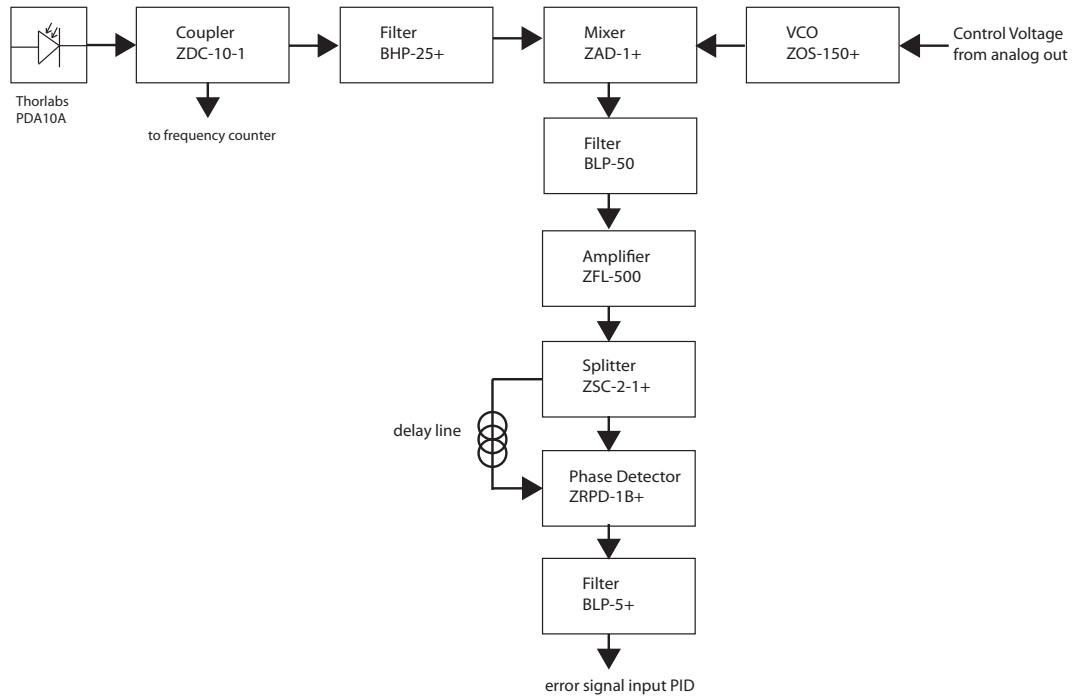 Coupler
ZDC-10-1
Filter
BHP-25+
Mixer
ZAD-1+
VCO
ZOS-150+
Control Voltage
from analog out
Thorlabs
PDA10A
to frequency counter
Filter
BLP-50
Amplifier
ZFL-500
Splitter
ZSC-2-1+
delay line
Phase Detector
ZRPD-1B+
Filter
BLP-5+
error signal input PID